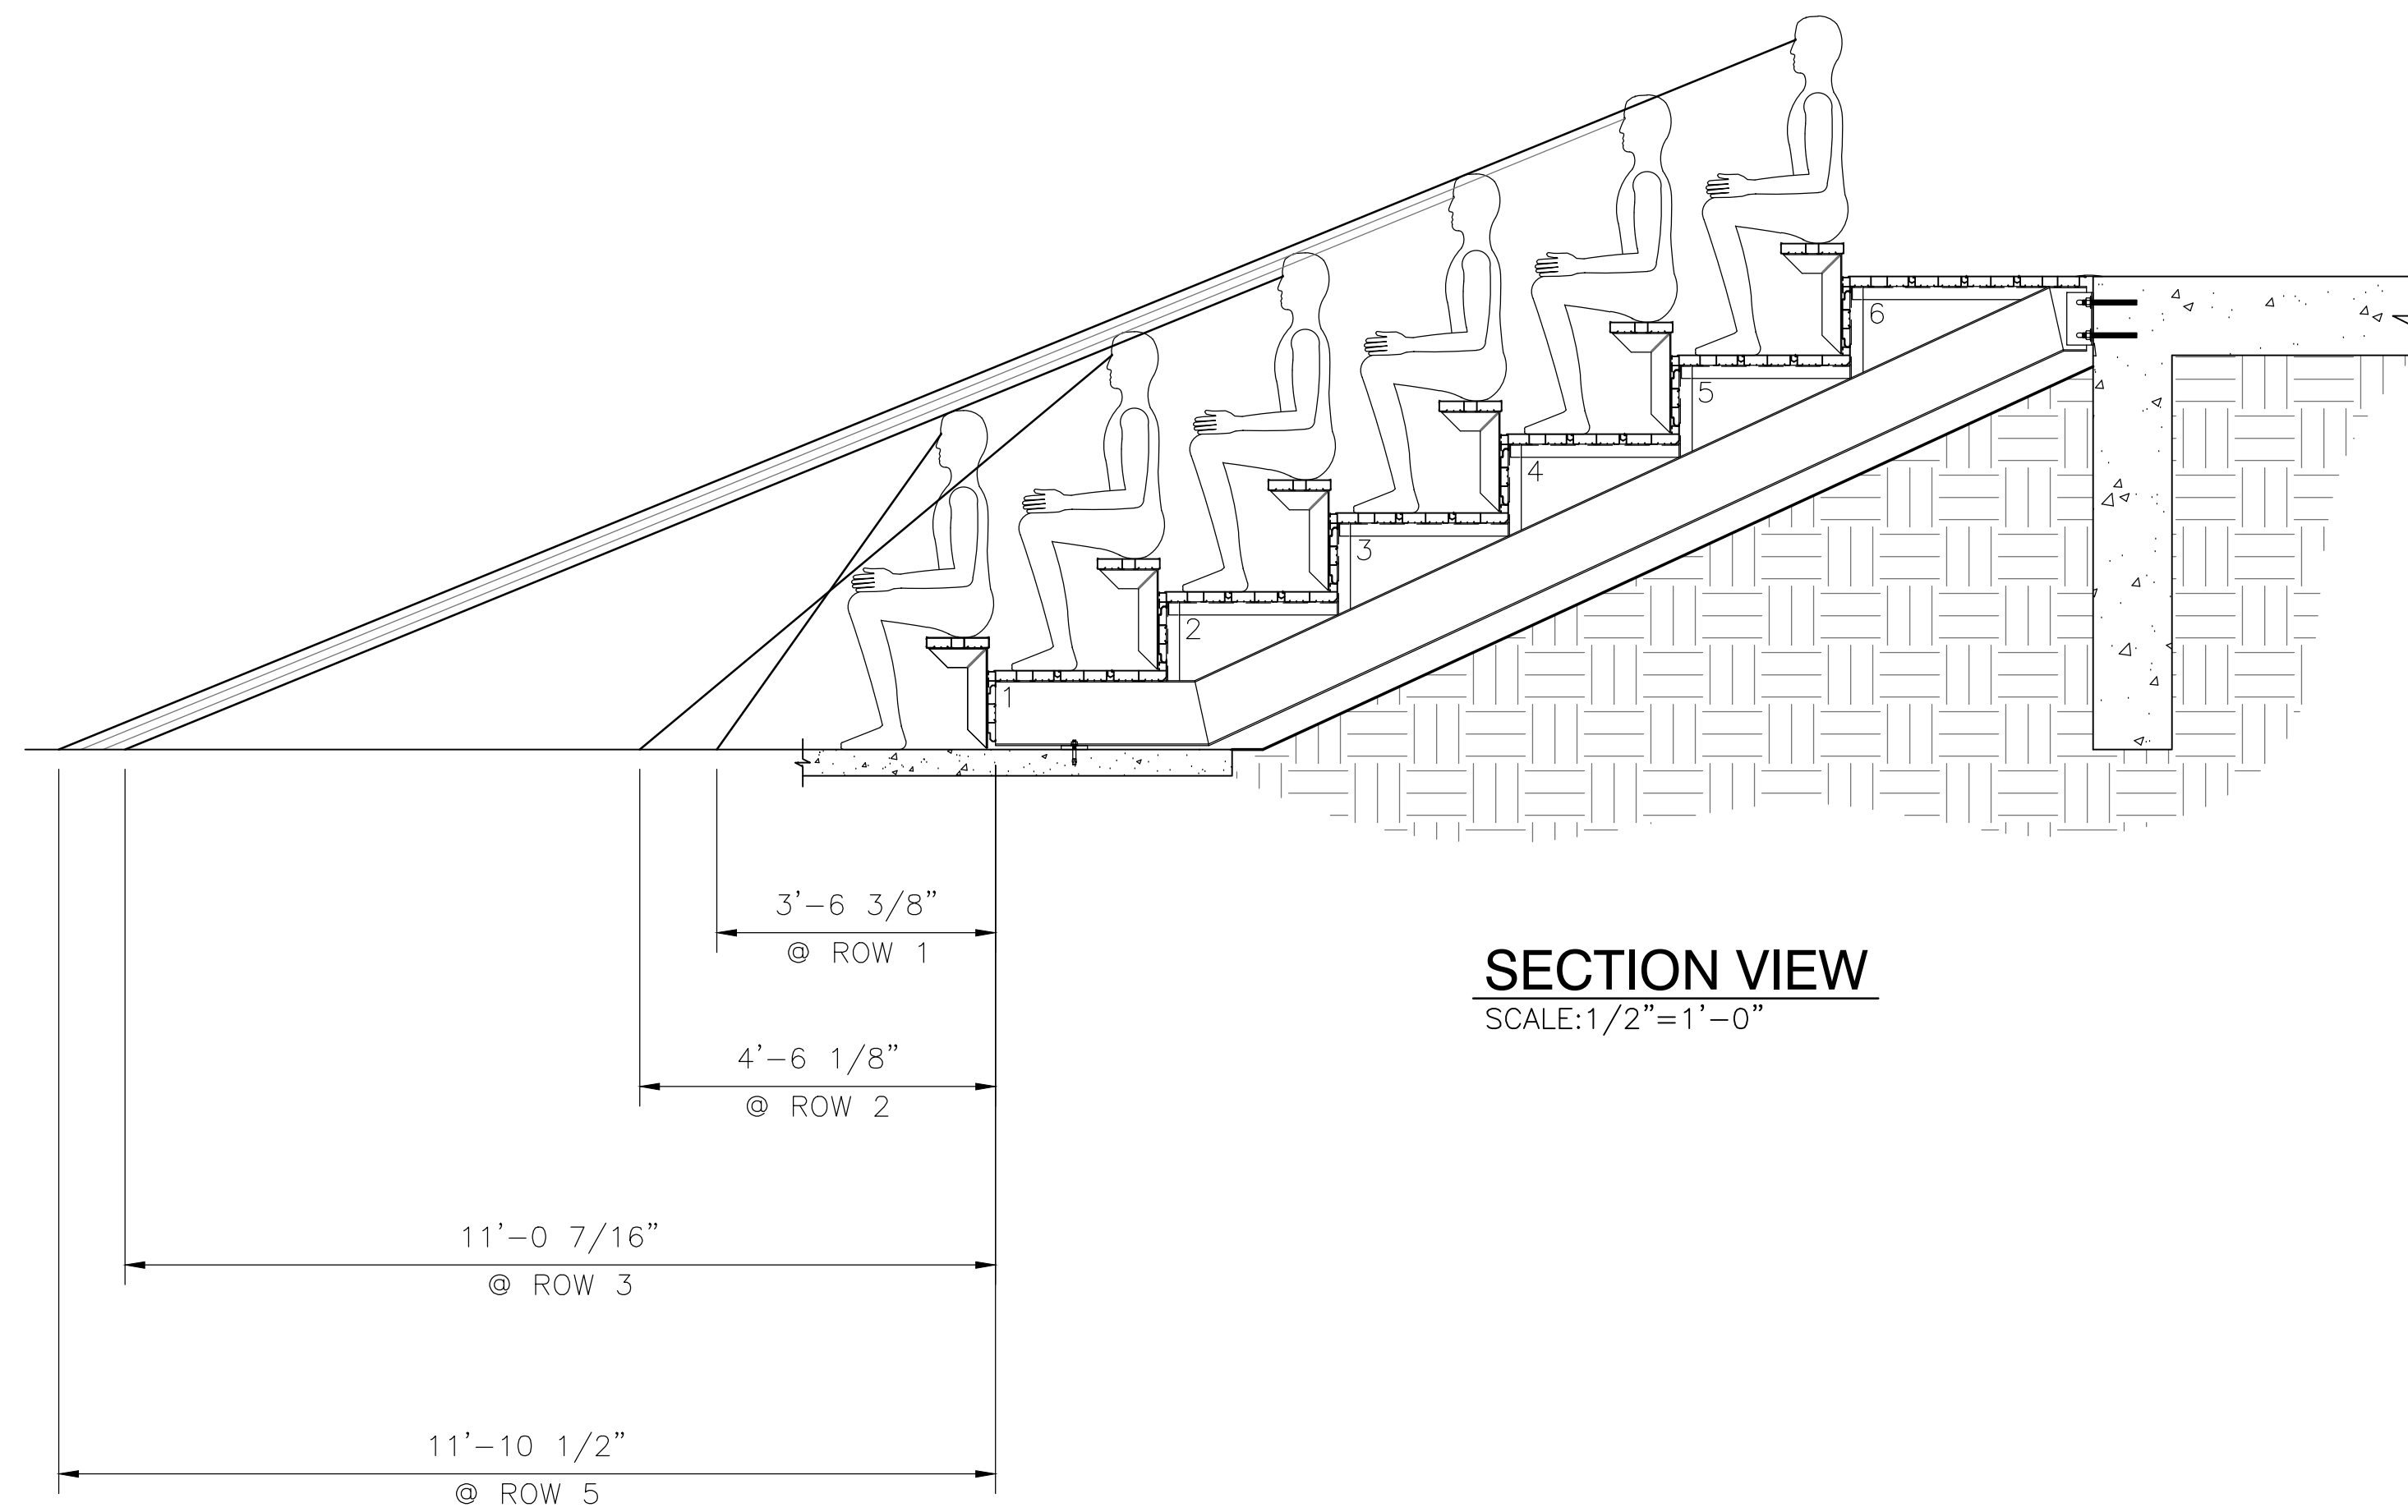 6
5
4
3
2
1
3'-6 3/8"
@ ROW 1
SECTION VIEW
SCALE:1/2"=1'-0"
4'-6 1/8"
@ ROW 2
11'-0 7/16"
@ ROW 3
11'-10 1/2"
@ ROW 5